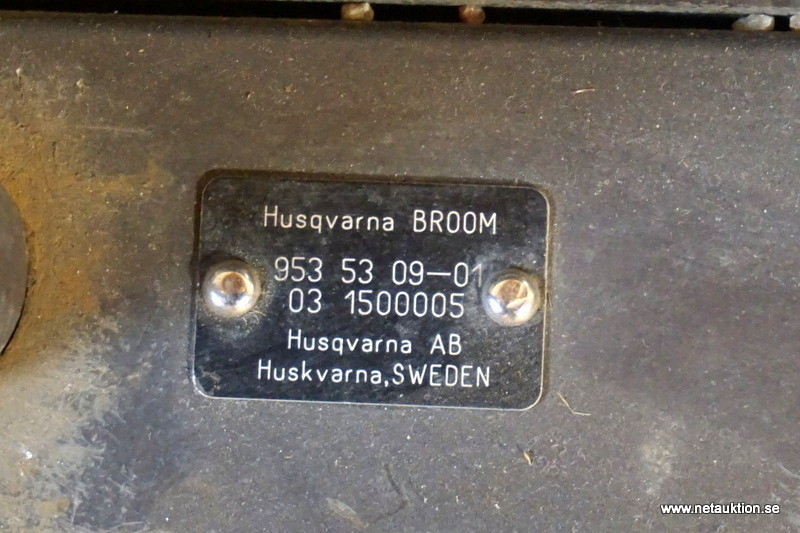 Husqvarna BROOM
953 53 09-01
03 1500005
Husqvarna AB
Huskvarna,SWEDEN
www.netauktion.se